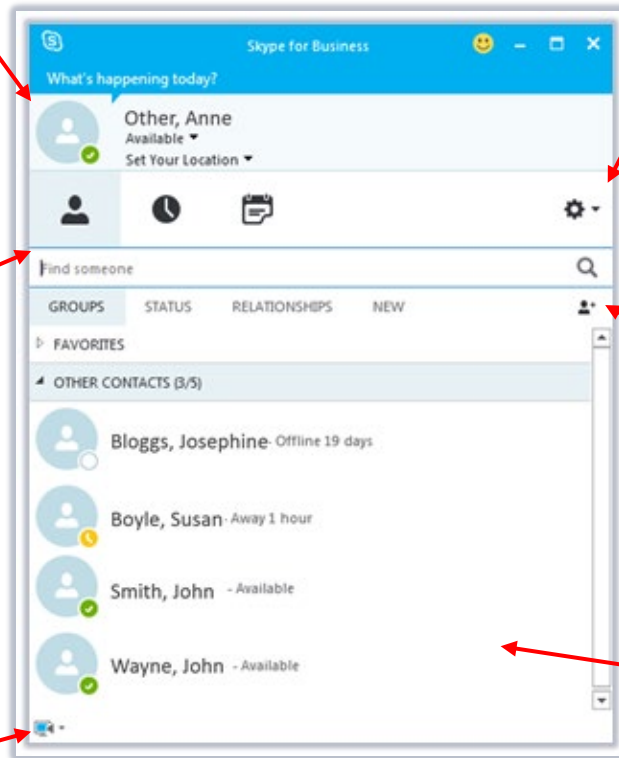 Skype for Business
What's happening today?
Other, Anne
Available
Set Your Location
Find someone
GROUPS STATUS RELATIONSHIPS NEW
FAVORITES
OTHER CONTACTS (3/5)
Bloggs, Josephine - Offline 19 days
Boyle, Susan - Away 1 hour
Smith, John - Available
Wayne, John - Available